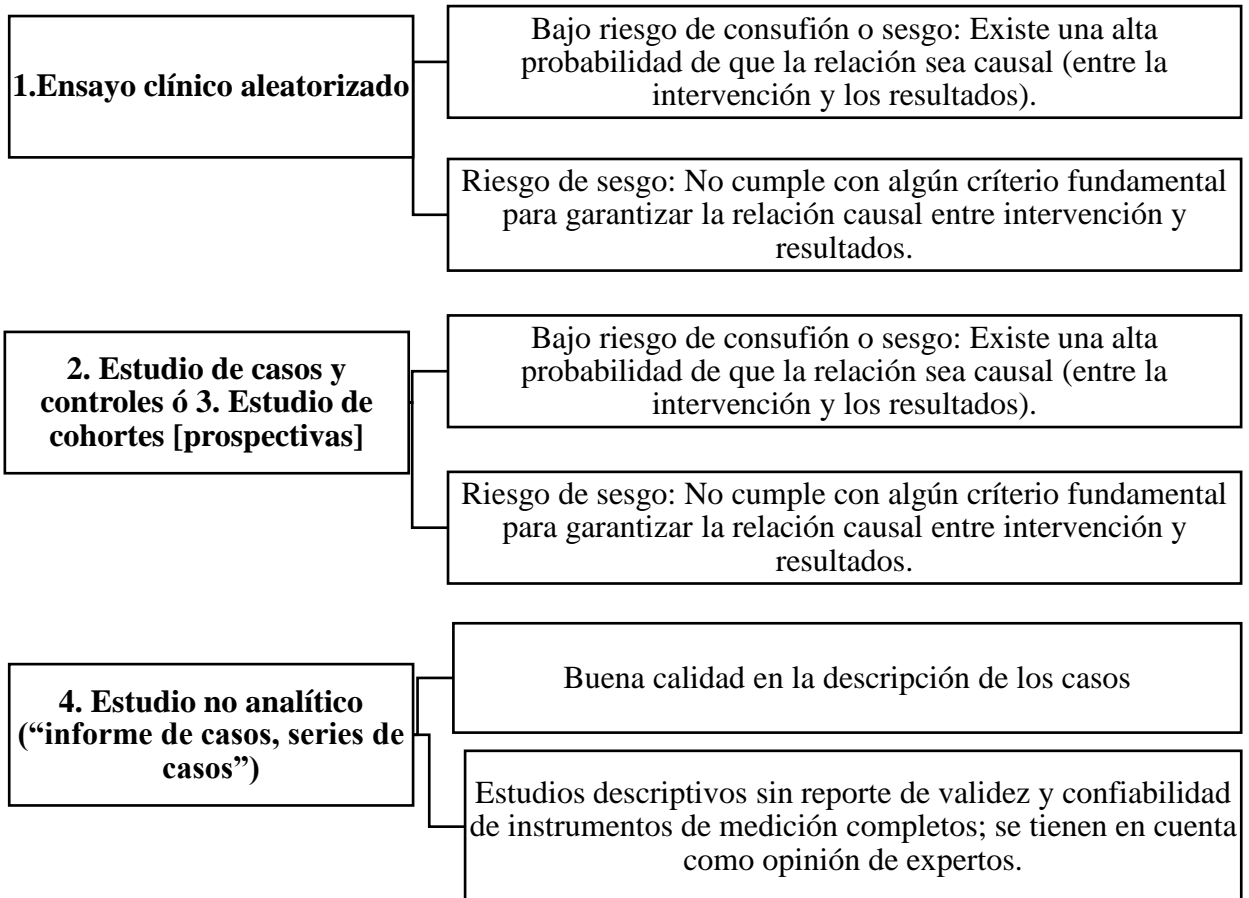 1.Ensayo clínico aleatorizado
Bajo riesgo de consufión o sesgo: Existe una alta
probabilidad de que la relación sea causal (entre la
intervención y los resultados).
Riesgo de sesgo: No cumple con algún críterio fundamental
para garantizar la relación causal entre intervención y
resultados.
2. Estudio de casos y
controles ó 3. Estudio de
cohortes [prospectivas]
Bajo riesgo de consufión o sesgo: Existe una alta
probabilidad de que la relación sea causal (entre la
intervención y los resultados).
Riesgo de sesgo: No cumple con algún críterio fundamental
para garantizar la relación causal entre intervención y
resultados.
4. Estudio no analítico
(“informe de casos, series de
casos”)
Buena calidad en la descripción de los casos
Estudios descriptivos sin reporte de validez y confiabilidad
de instrumentos de medición completos; se tienen en cuenta
como opinión de expertos.